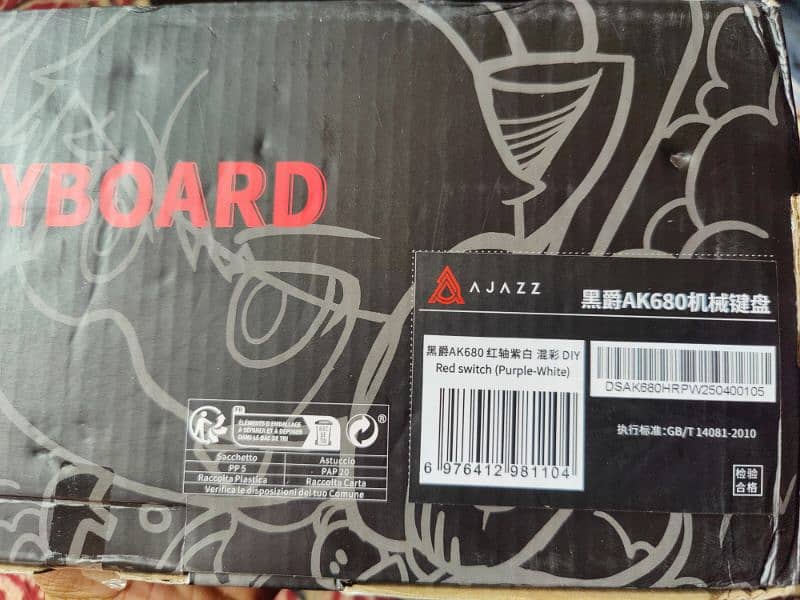 YBOARD
AJAZZ
黑爵AK680机械键盘
黑爵AK680 红轴紫白 混彩 DIY
Red switch (Purple-White)
6 976412 981104
DSAK680HRPW250400105
执行标准:GB/T 14081-2010
检验
合格
FR
ÉLÉMENTS D'EMBALLAGE
À SÉPARER ET À DÉPOSER
DANS LE BAC DE TRI
®
Sacchetto Astuccio
PP 5 PAP 20
Raccolta Plastica Raccolta Carta
Verifica le disposizioni del tuo Comune